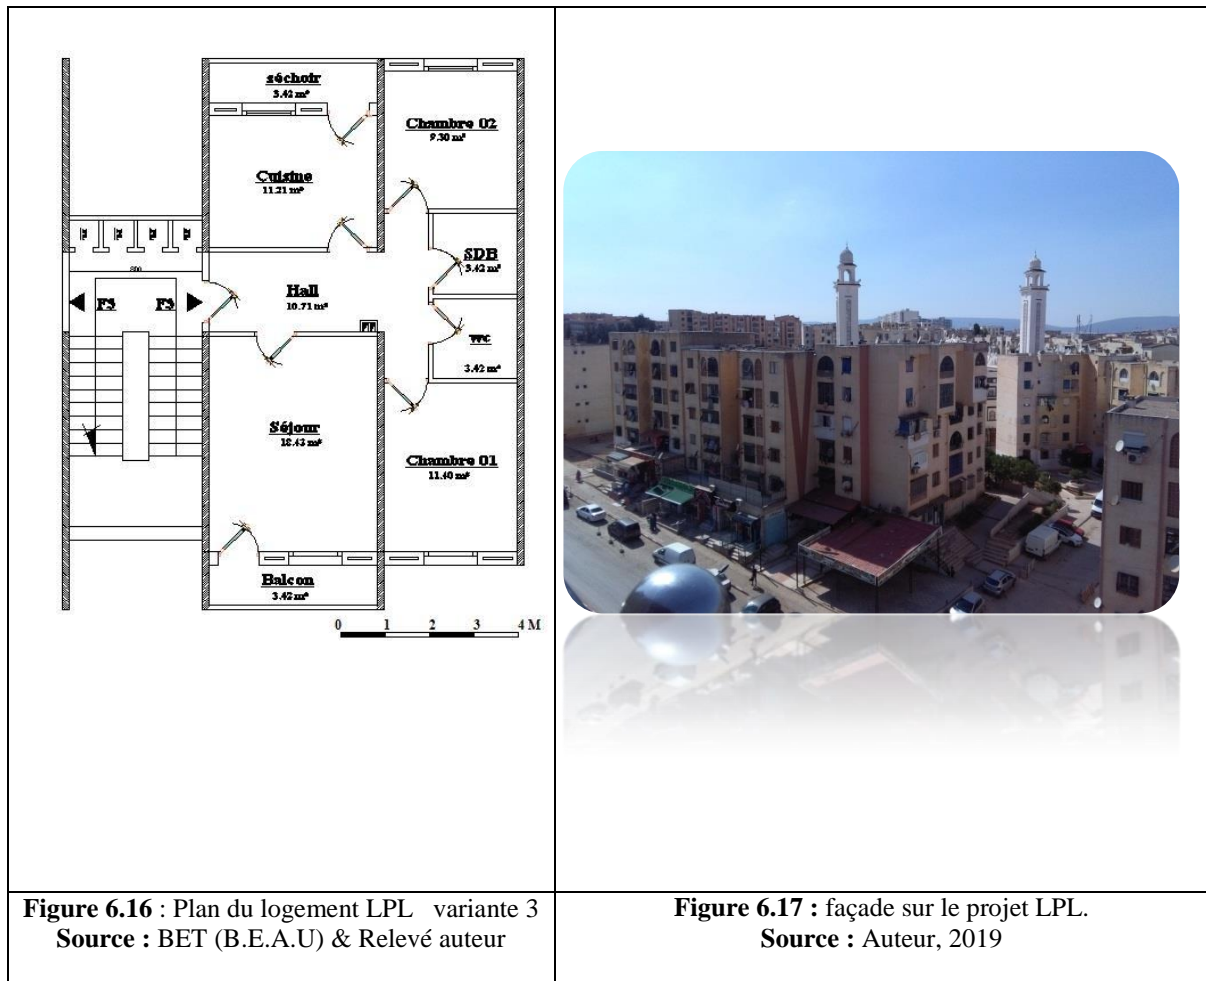 séchoir
3.42 m²
Chambre 02
9.30 m²
Cuisine
11.21 m²
SDB
3.42 m²
300
F3
F3
Hall
10.71 m²
WC
3.42 m²
Séjour
18.43 m²
Chambre 01
11.40 m²
Balcon
3.42 m²
0 1 2 3 4 M
Figure 6.16 : Plan du logement LPL variante 3
Source : BET (B.E.A.U) & Relevé auteur
Figure 6.17 : façade sur le projet LPL.
Source : Auteur, 2019